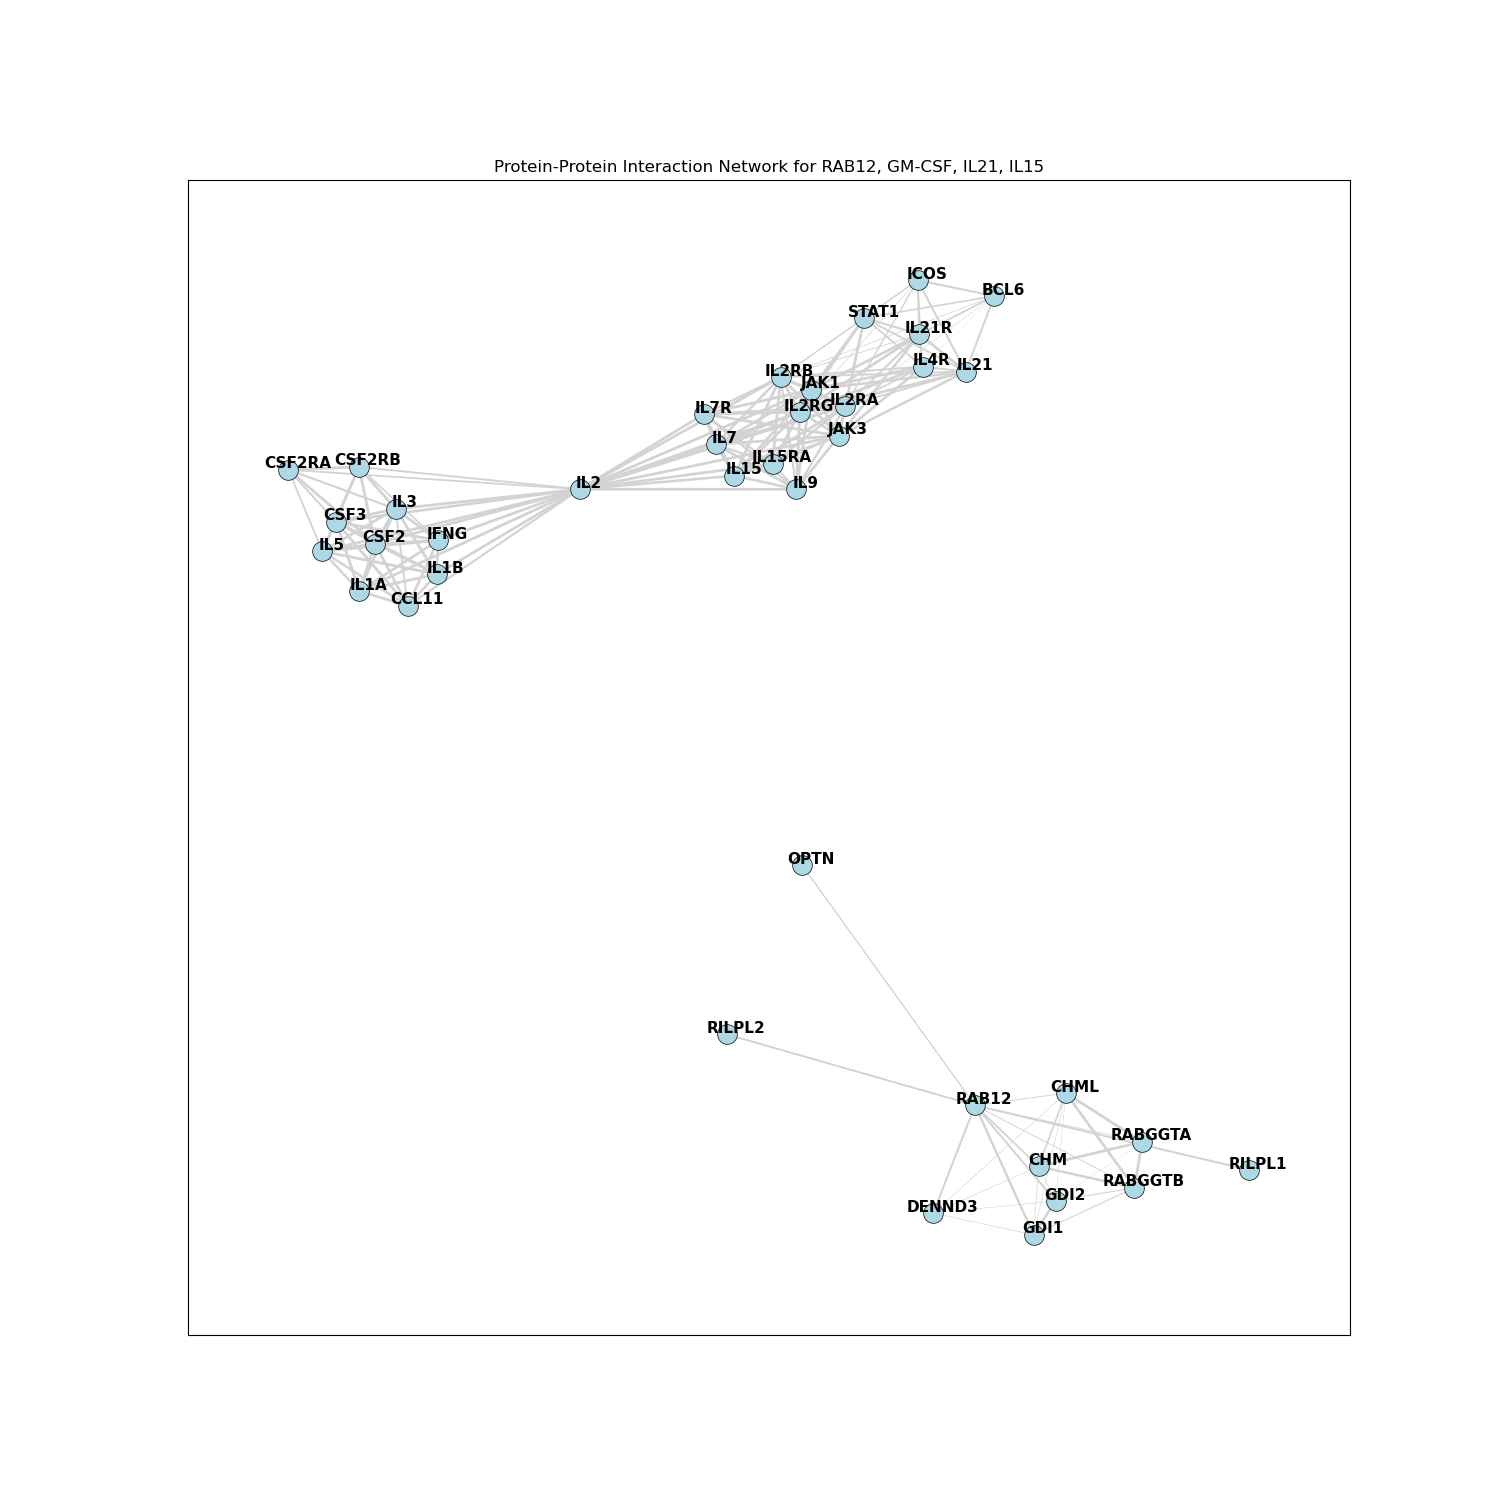 Protein-Protein Interaction Network for RAB12, GM-CSF, IL21, IL15
ICOS
BCL6
STAT1
IL21R
IL4R
IL21
IL2RB
JAK1
IL2RA
IL2RG
IL7R
JAK3
IL7
IL15RA
IL15
IL9
IL2
CSF2RA
CSF2RB
IL3
CSF3
CSF2
IFNG
IL5
IL1B
IL1A
CCL11
OPTN
RILPL2
RAB12
CHML
RABGGTA
CHM
RILPL1
RABGGTB
GDI2
DENND3
GDI1